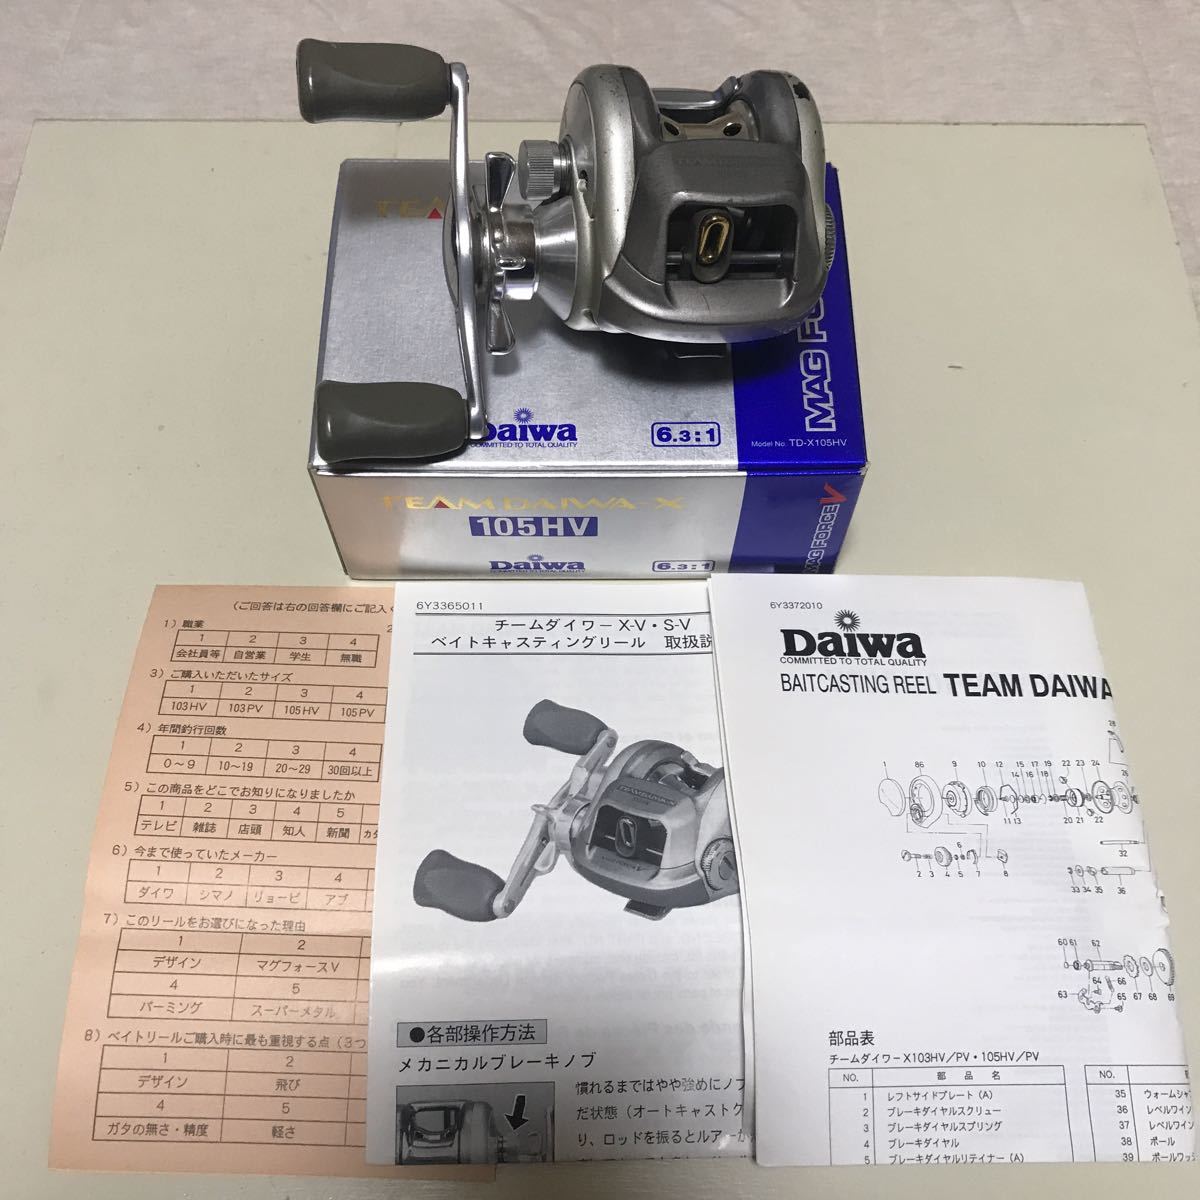 TEAM
Daiwa
COMMITTED TO TOTAL QUALITY
6.3:1
Model No. TD-X105HV
MAG FO
TEAM DAIWA-X
105HV
Daiwa
COMMITTED TO TOTAL QUALITY
6.3:1
MAG FORCE V
(ご回答は右の回答欄にご記入く
1)職業
1 2 3 4
会社員等 自営業 学生 無職
3)ご購入いただいたサイズ
1 2 3 4
103HV 103PV 105HV 105PV
4)年間釣行回数
1 2 3 4
0~9 10~19 20~29 30回以上
5)この商品をどこでお知りになりましたか
1 2 3 4 5
テレビ 雑誌 店頭 知人 新聞 カタ
6)今まで使っていたメーカー
1 2 3 4
ダイワ シマノ リョービ アブ
7)このリールをお選びになった理由
1 2
デザイン マグフォースV
4 5
パーミング スーパーメタル
8)ベイトリールご購入時に最も重視する点(3つ
1 2
デザイン 飛び
4 5
ガタの無さ・精度 軽さ
6Y3365011
チームダイワ-X-V・S-V
ベイトキャスティングリール 取扱説
●各部操作方法
メカニカルブレーキノブ
慣れるまではやや強めにノブ
だ状態(オートキャストク
り、ロッドを振るとルアーが
6Y3372010
Daiwa
COMMITTED TO TOTAL QUALITY
BAITCASTING REEL TEAM DAIWA
部品表
チームダイワ-X103HV/PV・105HV/PV
NO. 部品名 NO.
1 レフトサイドプレート(A) 35 ウォームシャ
2 ブレーキダイヤルスクリュー 36 レベルワイン
3 ブレーキダイヤルスプリング 37 レベルワイン
4 ブレーキダイヤル 38 ポール
5 ブレーキダイヤルリテイナー(A) 39 ポールワッ